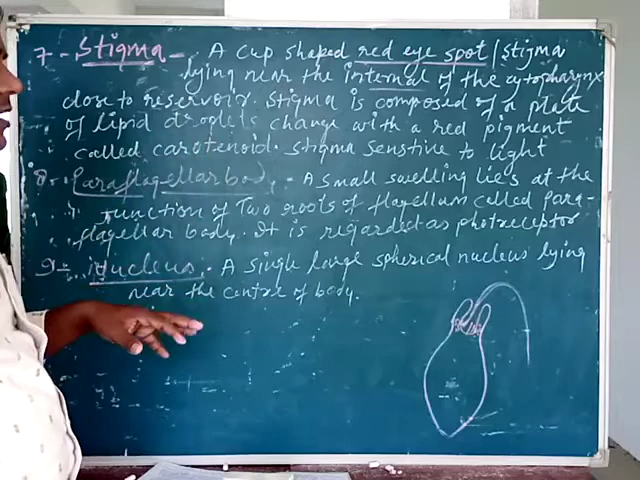 7 - Stigma - A cup shaped red eye spot / stigma
lying near the internal of the cytopharynx
close to reservoir. Stigma is composed of a plate
of lipid droplets change with a red pigment
called carotenoid. Stigma senstive to light
8 - Paraflagellar body - A small swelling lies at the
junction of Two roots of flagellum called Para-
flagellar body. It is regarded as photoreceptor
9 - nucleus. - A single large spherical nucleus lying
near the centre of body.